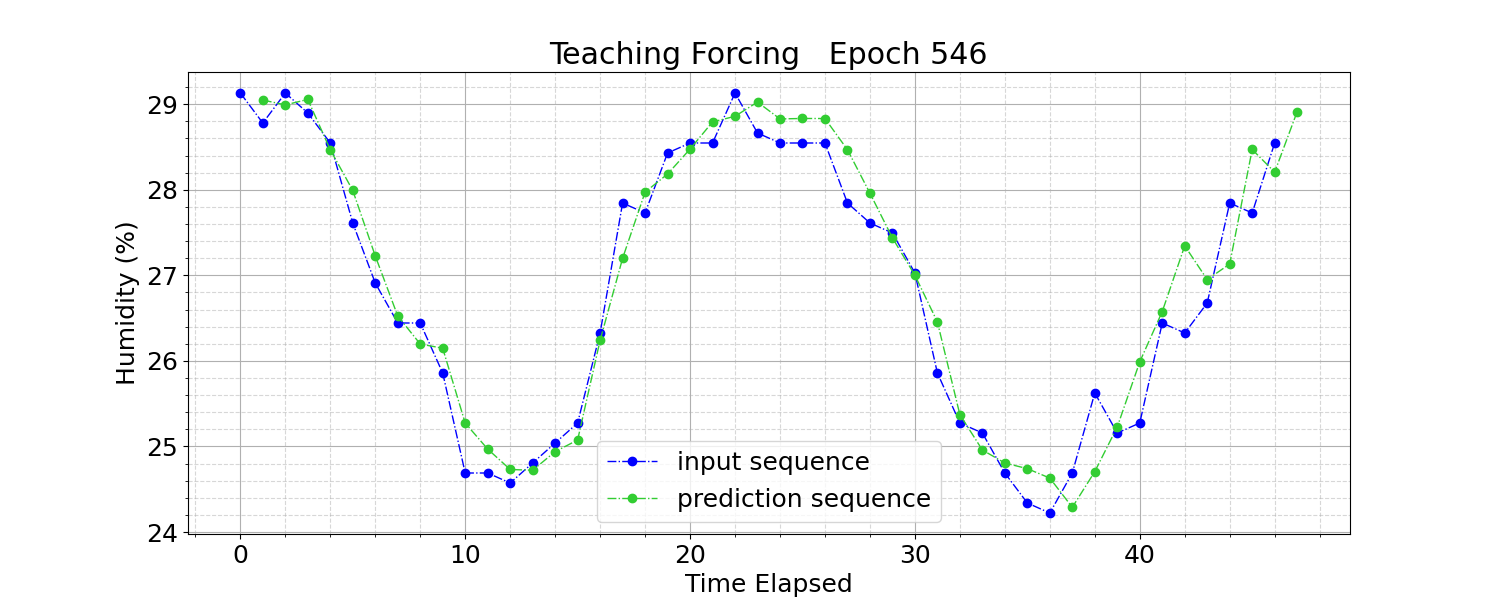 Teaching Forcing   Epoch 546
29
28
27
26
25
24
Humidity (%)
input sequence
prediction sequence
0 10 20 30 40
Time Elapsed